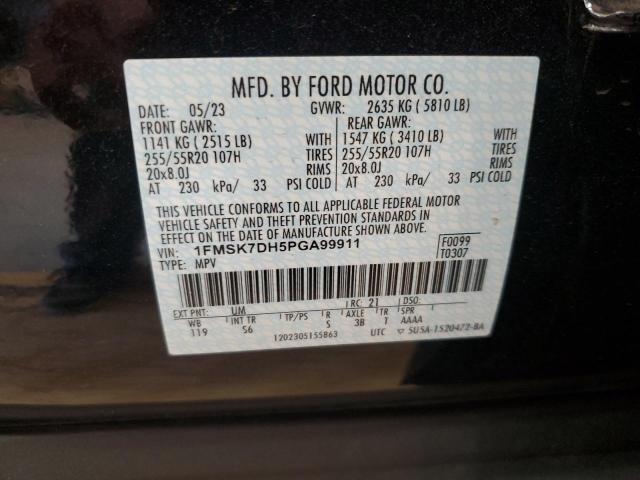 MFD. BY FORD MOTOR CO.
DATE: 05/23 GVWR: 2635 KG ( 5810 LB)
FRONT GAWR: REAR GAWR:
1141 KG ( 2515 LB) WITH 1547 KG ( 3410 LB) WITH
255/55R20 107H TIRES 255/55R20 107H TIRES
20x8.0J RIMS 20x8.0J RIMS
AT 230 kPa/ 33 PSI COLD AT 230 kPa/ 33 PSI COLD
THIS VEHICLE CONFORMS TO ALL APPLICABLE FEDERAL MOTOR
VEHICLE SAFETY AND THEFT PREVENTION STANDARDS IN
EFFECT ON THE DATE OF MANUFACTURE SHOWN ABOVE.
VIN: 1FMSK7DH5PGA99911 F0099
TYPE: MPV T0307
EXT PNT: UM RC: 21 DSO:
WB INT TR TP/PS R AXLE TR SPR
119 S6 S 3B T AAAA
1202305155863 UTC ▽ 5U5A-1520472-BA